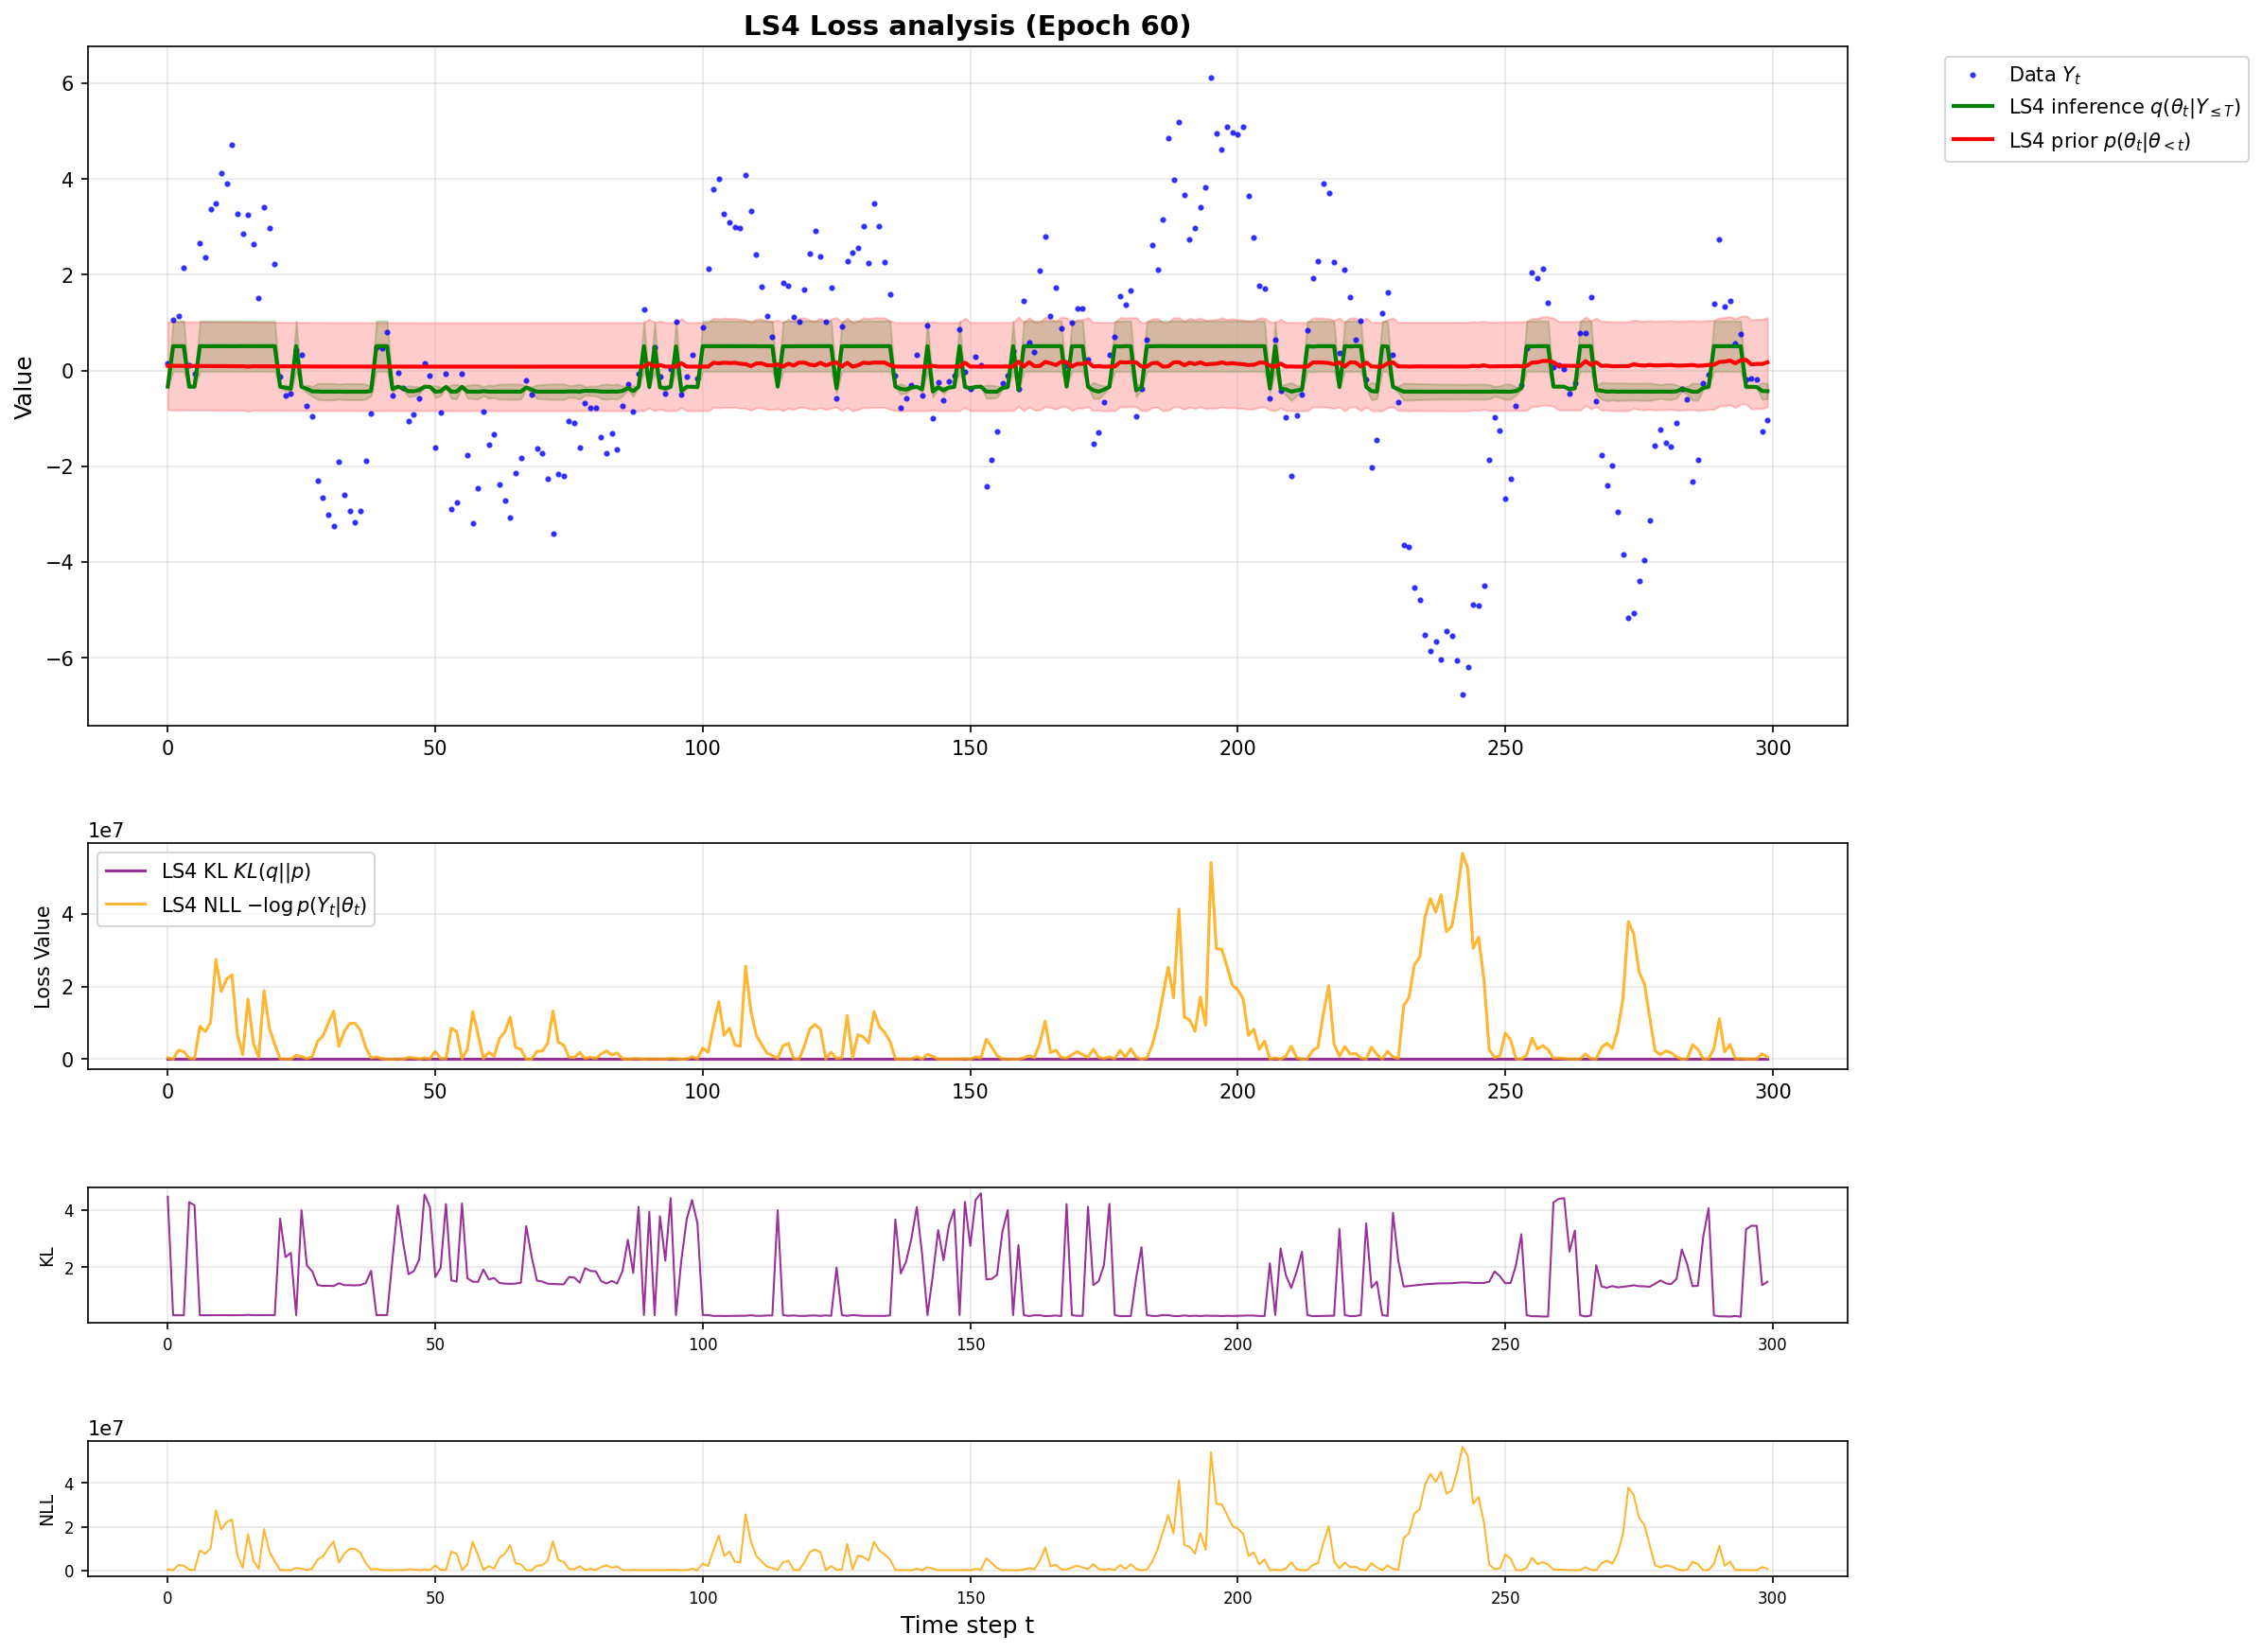 LS4 Loss analysis (Epoch 60)
Value
6
4
2
0
−2
−4
−6
0 50 100 150 200 250 300
Data Yₜ
LS4 inference q(θₜ|Y≤T)
LS4 prior p(θₜ|θ<t)
1e7
Loss Value
4
2
0
LS4 KL KL(q||p)
LS4 NLL −log p(Yₜ|θₜ)
0 50 100 150 200 250 300
KL
4
2
0 50 100 150 200 250 300
1e7
NLL
4
2
0
0 50 100 150 200 250 300
Time step t